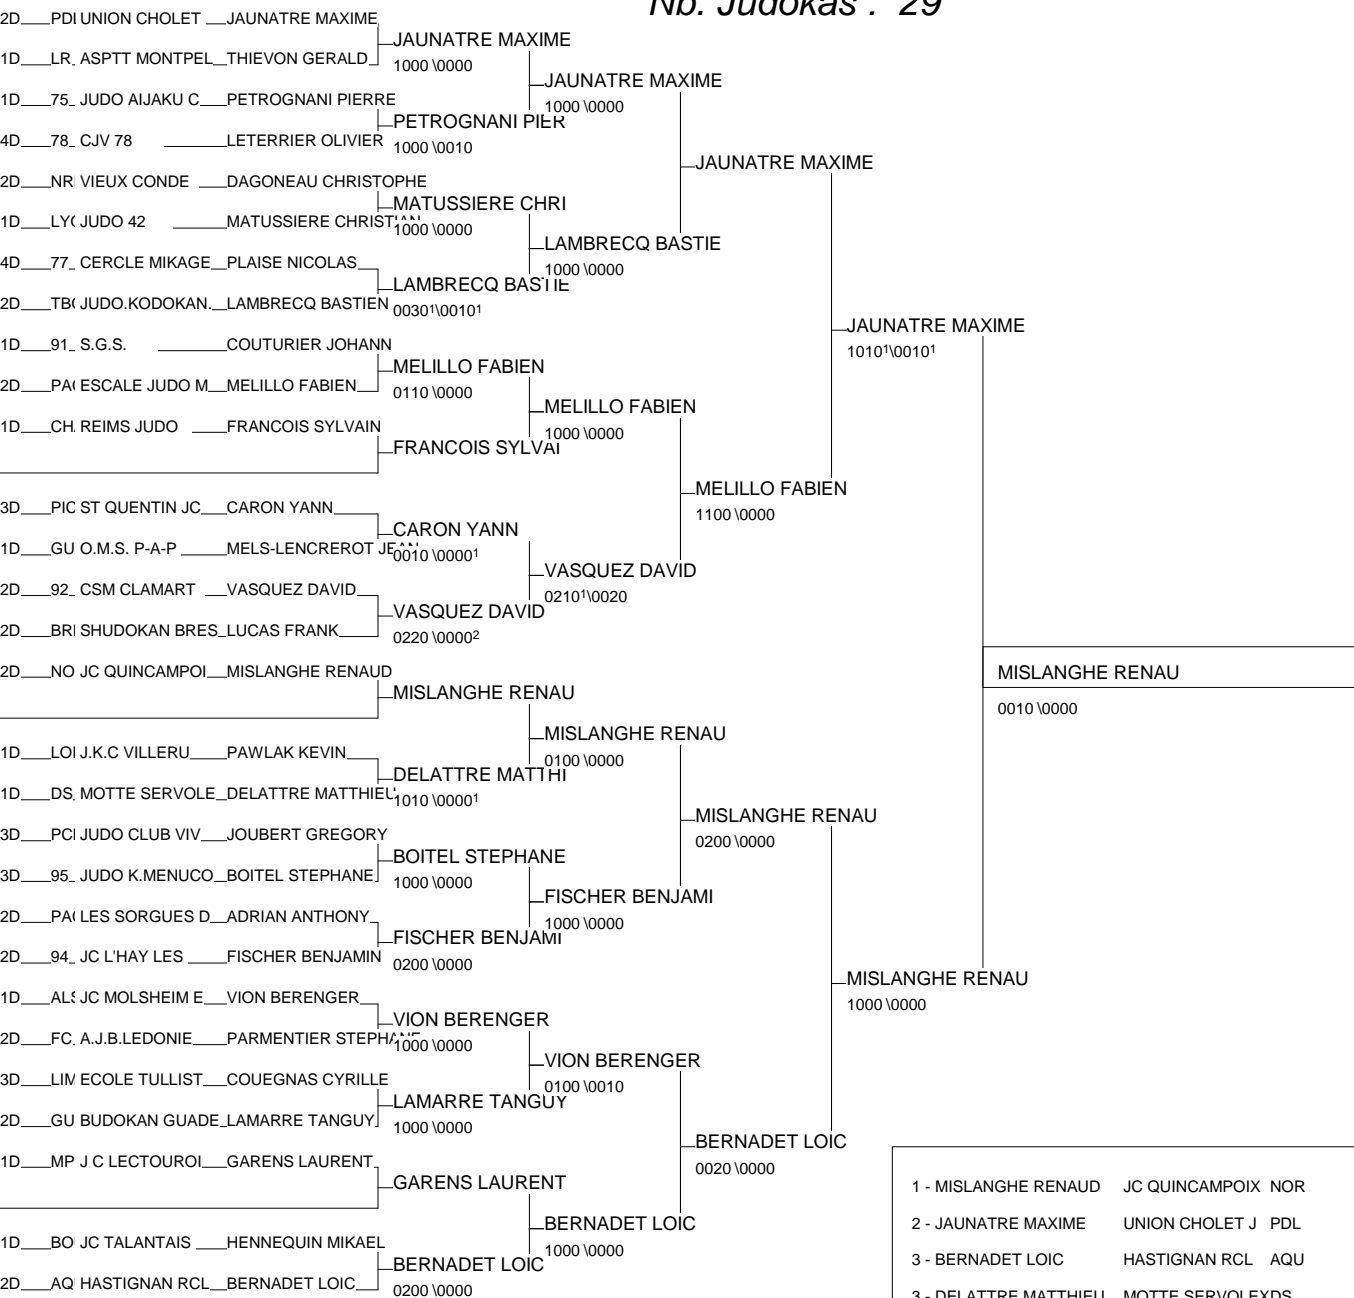 Nb. Judokas : 29
2D PDL UNION CHOLET JAUNATRE MAXIME
JAUNATRE MAXIME
1D LR ASPTT MONTPEL THIEVON GERALD
1000 \0000
JAUNATRE MAXIME
1D 75 JUDO AIJAKU C PETROGNANI PIERRE
1000 \0000
PETROGNANI PIER
4D 78 CJV 78 LETERRIER OLIVIER
1000 \0010
JAUNATRE MAXIME
2D NR VIEUX CONDE DAGONEAU CHRISTOPHE
MATUSSIERE CHRI
1D LYO JUDO 42 MATUSSIERE CHRISTIAN
1000 \0000
LAMBRECQ BASTIE
4D 77 CERCLE MIKAGE PLAISE NICOLAS
1000 \0000
LAMBRECQ BASTIE
2D TBO JUDO.KODOKAN. LAMBRECQ BASTIEN
0030¹\0010¹
JAUNATRE MAXIME
1D 91 S.G.S. COUTURIER JOHANN
1010¹\0010¹
MELILLO FABIEN
2D PAC ESCALE JUDO M MELILLO FABIEN
0110 \0000
MELILLO FABIEN
1D CH REIMS JUDO FRANCOIS SYLVAIN
1000 \0000
FRANCOIS SYLVAI
MELILLO FABIEN
3D PIC ST QUENTIN JC CARON YANN
1100 \0000
CARON YANN
1D GU O.M.S. P-A-P MELS-LENCREROT JEAN
0010 \0000¹
VASQUEZ DAVID
2D 92 CSM CLAMART VASQUEZ DAVID
0210¹\0020
VASQUEZ DAVID
2D BR SHUDOKAN BRES LUCAS FRANK
0220 \0000²
2D NO JC QUINCAMPOI MISLANGHE RENAUD
MISLANGHE RENAU
MISLANGHE RENAU
0010 \0000
MISLANGHE RENAU
1D LO J.K.C VILLERU PAWLAK KEVIN
0100 \0000
DELATTRE MATTHI
1D DS MOTTE SERVOLE DELATTRE MATTHIEU
1010 \0000¹
MISLANGHE RENAU
3D PC JUDO CLUB VIV JOUBERT GREGORY
0200 \0000
BOITEL STEPHANE
3D 95 JUDO K.MENUCO BOITEL STEPHANE
1000 \0000
FISCHER BENJAMI
2D PAC LES SORGUES D ADRIAN ANTHONY
1000 \0000
FISCHER BENJAMI
2D 94 JC L'HAY LES FISCHER BENJAMIN
0200 \0000
MISLANGHE RENAU
1D ALS JC MOLSHEIM E VION BERENGER
1000 \0000
VION BERENGER
2D FC A.J.B.LEDONIE PARMENTIER STEPHANE
1000 \0000
VION BERENGER
3D LIM ECOLE TULLIST COUEGNAS CYRILLE
0100 \0010
LAMARRE TANGUY
2D GU BUDOKAN GUADE LAMARRE TANGUY
1000 \0000
BERNADET LOIC
1D MP J C LECTOUROI GARENS LAURENT
0020 \0000
GARENS LAURENT
1 - MISLANGHE RENAUD JC QUINCAMPOIX NOR
BERNADET LOIC
2 - JAUNATRE MAXIME UNION CHOLET J PDL
1D BO JC TALANTAIS HENNEQUIN MIKAEL
1000 \0000
BERNADET LOIC
3 - BERNADET LOIC HASTIGNAN RCL AQU
2D AQ HASTIGNAN RCL BERNADET LOIC
0200 \0000
3 - DELATTRE MATTHIEU MOTTE SERVOLEX DS